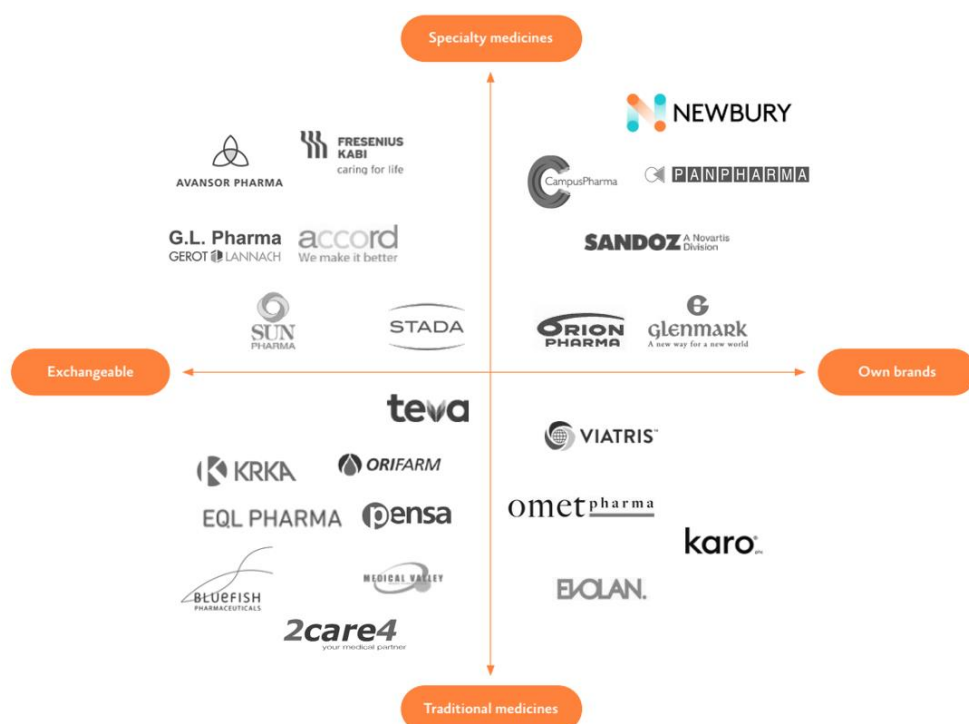 Specialty medicines
NEWBURY
FRESENIUS
KABI
caring for life
AVANSOR PHARMA
CampusPharma
PANPHARMA
G.L. Pharma
GEROT LANNACH
accord
We make it better
SANDOZ A Novartis
Division
SUN
PHARMA
STADA
ORION
PHARMA
glenmark
A new way for a new world
Exchangeable
Own brands
teva
VIATRIS™
KRKA
ORIFARM
EQL PHARMA
pensa
omet pharma
karo
BLUEFISH
PHARMACEUTICALS
MEDICAL VALLEY
EVOLAN.
2care4
your medical partner
Traditional medicines